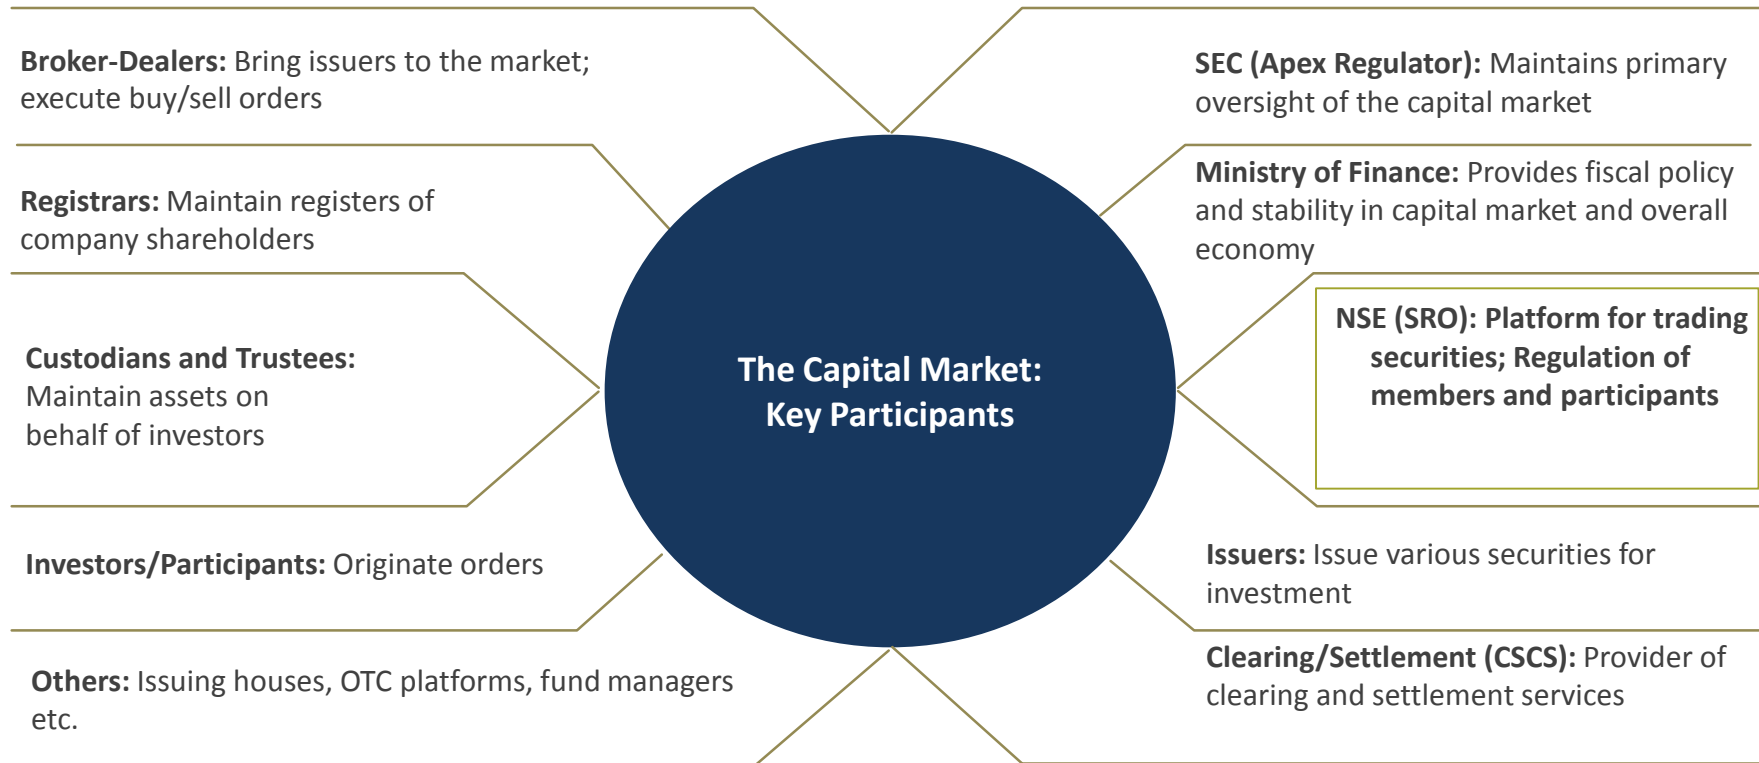 Broker-Dealers: Bring issuers to the market;
execute buy/sell orders
Registrars: Maintain registers of
company shareholders
Custodians and Trustees:
Maintain assets on
behalf of investors
Investors/Participants: Originate orders
Others: Issuing houses, OTC platforms, fund managers
etc.
The Capital Market:
Key Participants
SEC (Apex Regulator): Maintains primary
oversight of the capital market
Ministry of Finance: Provides fiscal policy
and stability in capital market and overall
economy
NSE (SRO): Platform for trading
securities; Regulation of
members and participants
Issuers: Issue various securities for
investment
Clearing/Settlement (CSCS): Provider of
clearing and settlement services